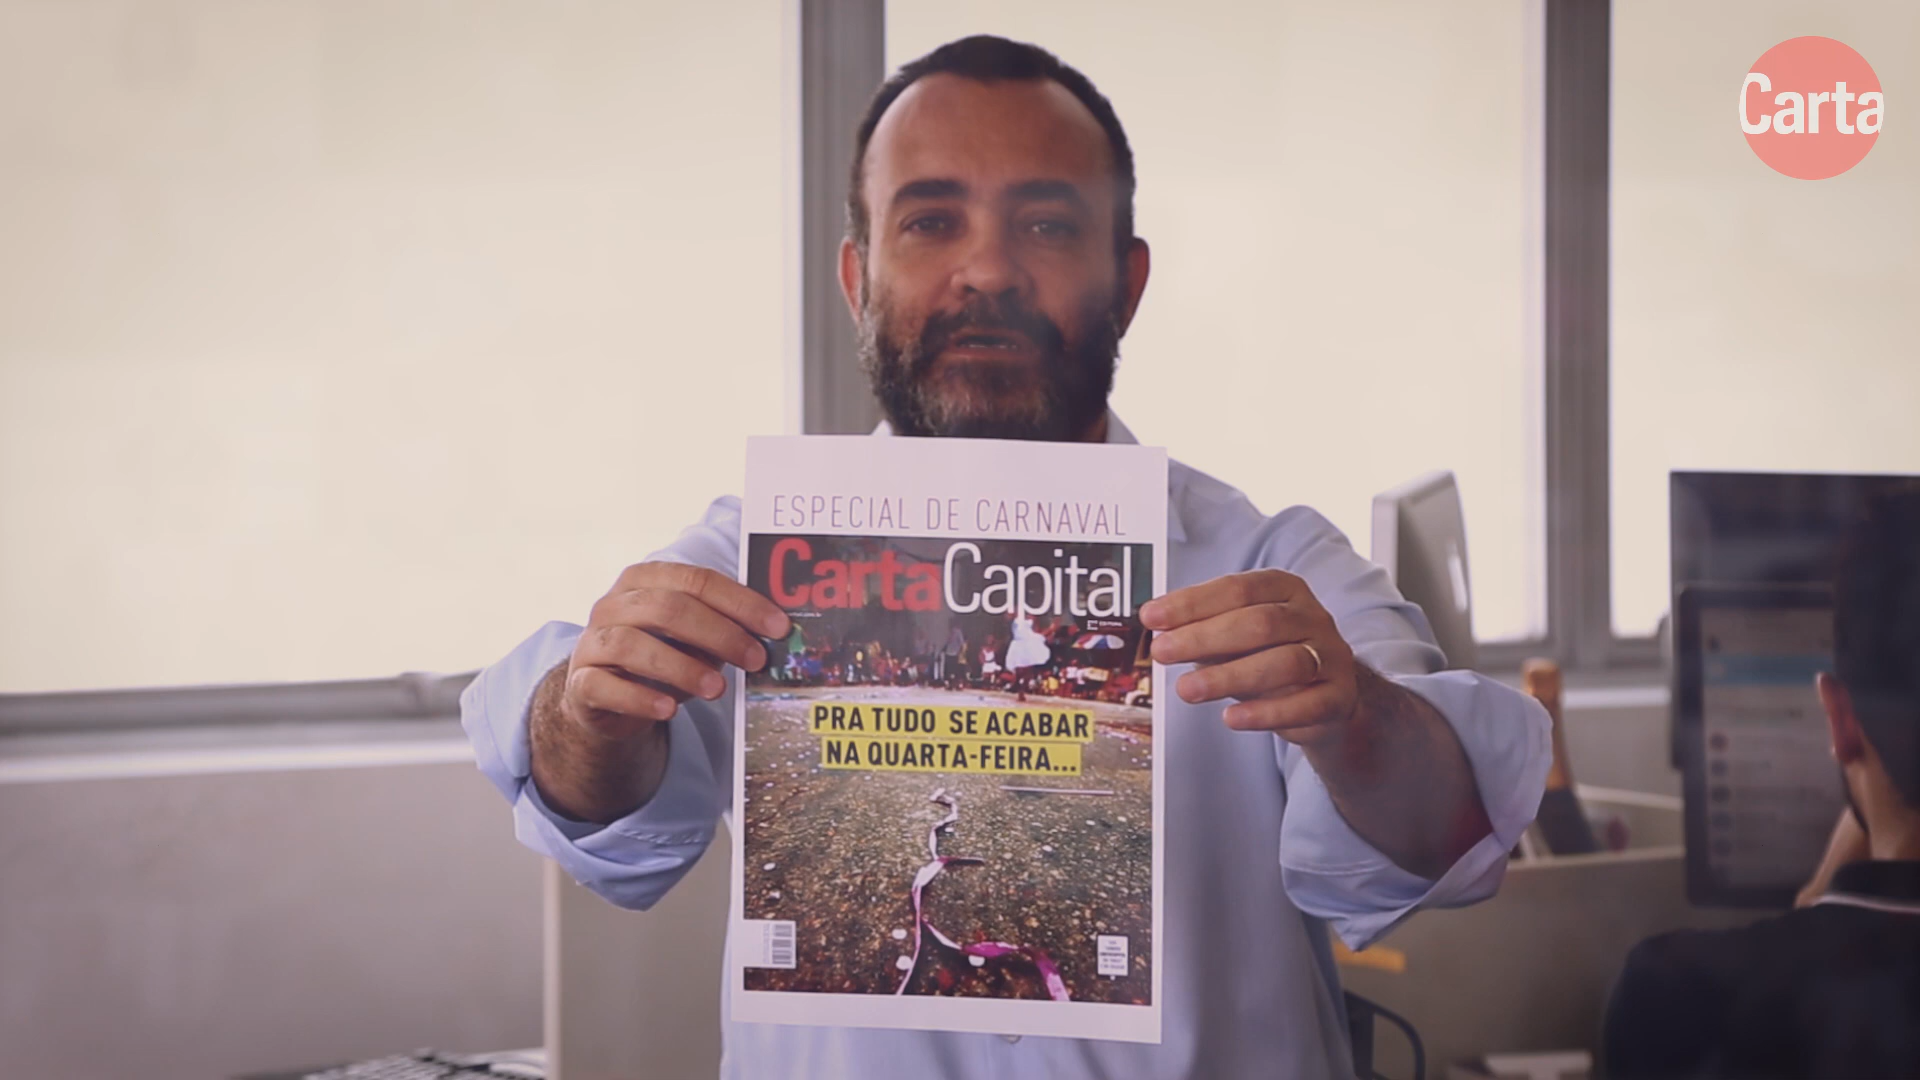 Carta
ESPECIAL DE CARNAVAL
CartaCapital
PRA TUDO SE ACABAR
NA QUARTA-FEIRA...